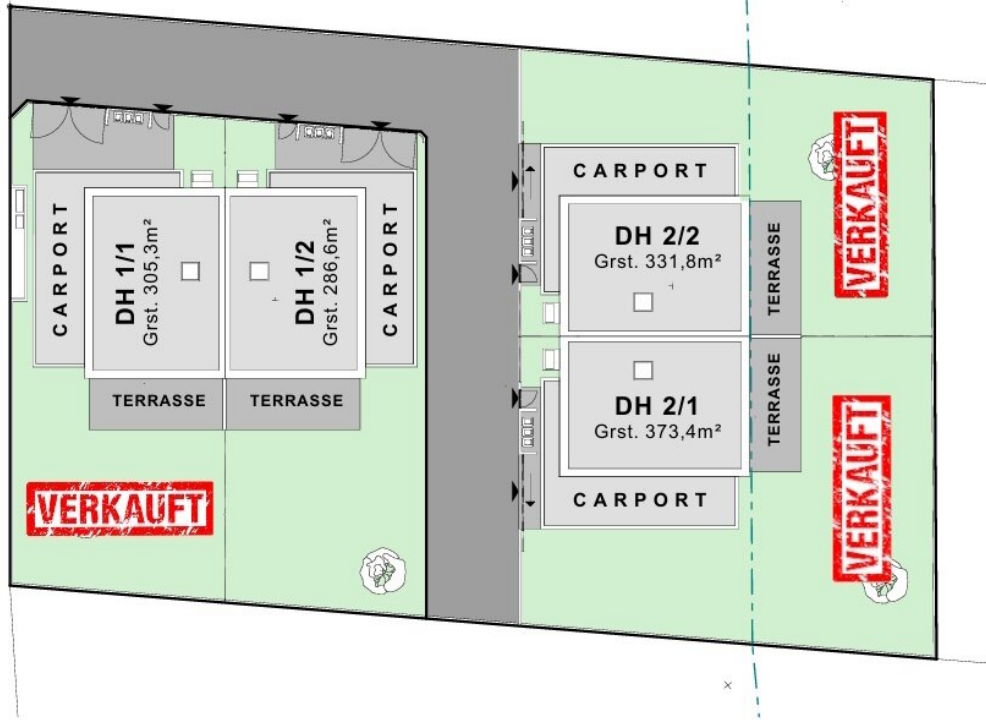 CARPORT
DH 1/1
Grst. 305,3m²
DH 1/2
Grst. 286,6m²
CARPORT
TERRASSE
TERRASSE
VERKAUFT
CARPORT
DH 2/2
Grst. 331,8m²
TERRASSE
VERKAUFT
DH 2/1
Grst. 373,4m²
TERRASSE
CARPORT
VERKAUFT